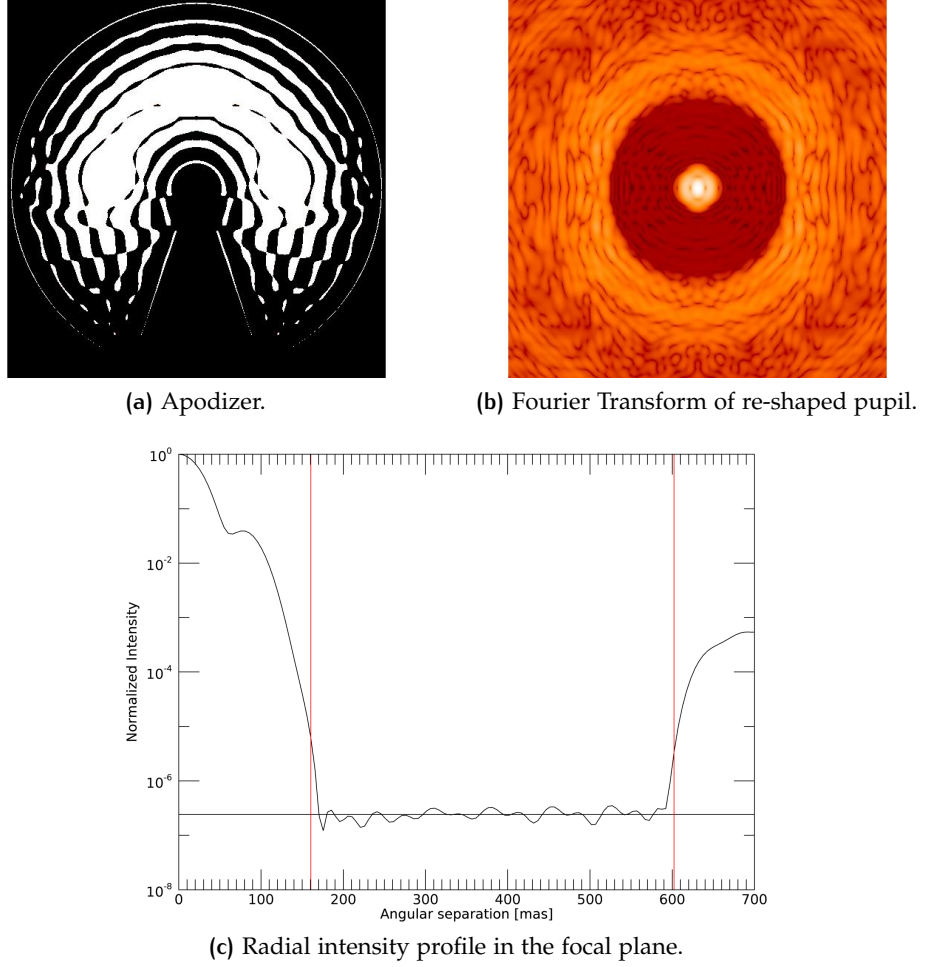 (a) Apodizer.
(b) Fourier Transform of re-shaped pupil.
10^0
10^-2
10^-4
10^-6
10^-8
Normalized Intensity
0 100 200 300 400 500 600 700
Angular separation [mas]
(c) Radial intensity profile in the focal plane.